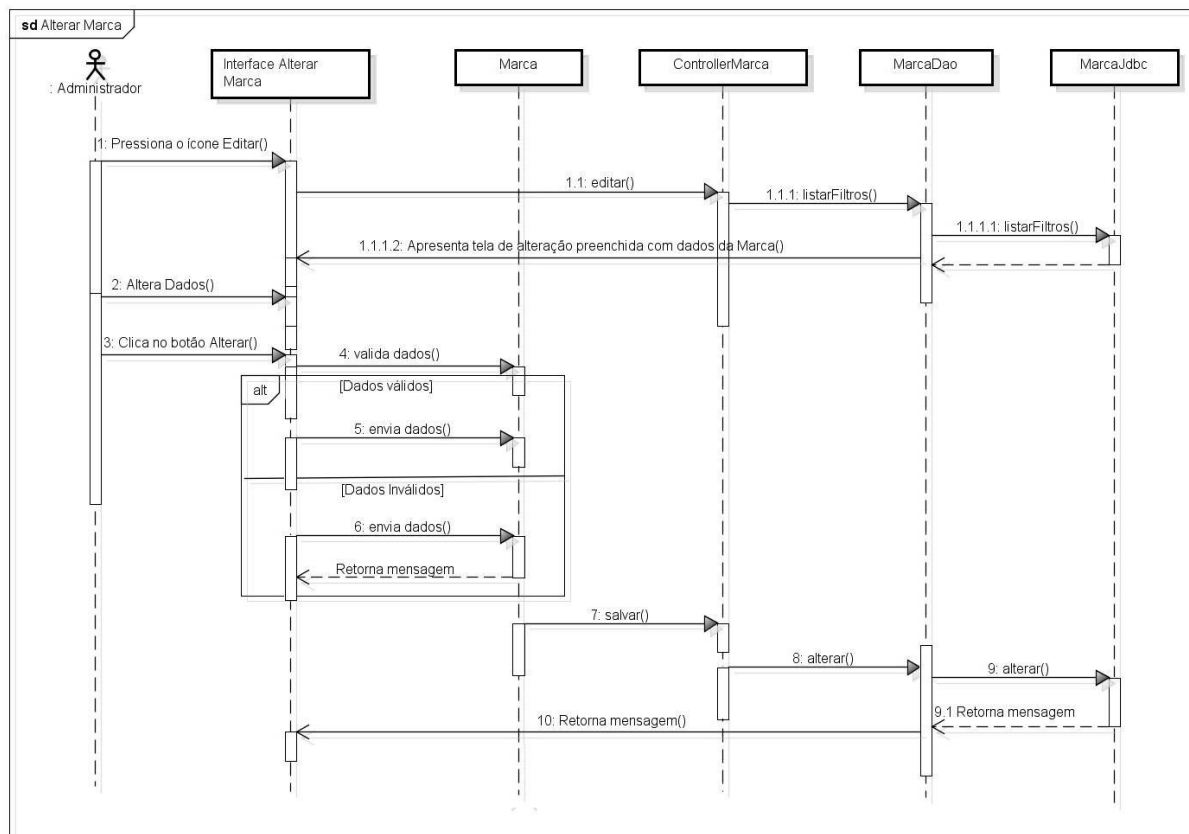 sd Alterar Marca
: Administrador
Interface Alterar
Marca
Marca
ControllerMarca
MarcaDao
MarcaJdbc
1: Pressiona o ícone Editar()
1.1: editar()
1.1.1: listarFiltros()
1.1.1.1: listarFiltros()
1.1.1.2: Apresenta tela de alteração preenchida com dados da Marca()
2: Altera Dados()
3: Clica no botão Alterar()
4: valida dados()
alt
[Dados válidos]
5: envia dados()
[Dados Inválidos]
6: envia dados()
Retorna mensagem
7: salvar()
8: alterar()
9: alterar()
9.1 Retorna mensagem
10: Retorna mensagem()